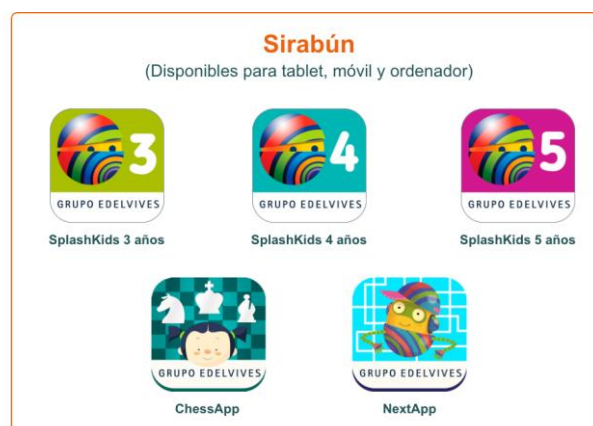 Sirabún
(Disponibles para tablet, móvil y ordenador)
3
4
5
GRUPO EDELVIVES
GRUPO EDELVIVES
GRUPO EDELVIVES
SplashKids 3 años
SplashKids 4 años
SplashKids 5 años
GRUPO EDELVIVES
GRUPO EDELVIVES
ChessApp
NextApp